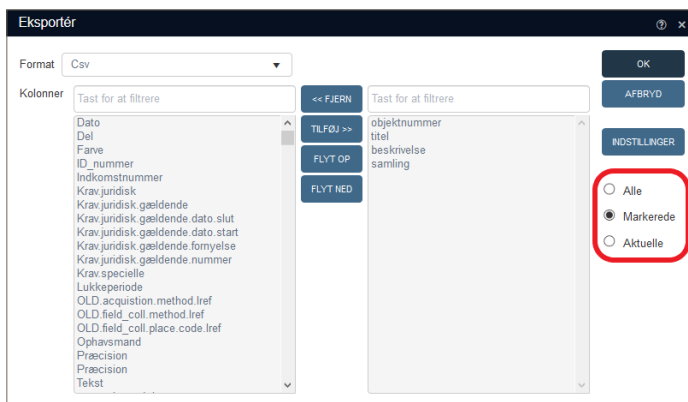 Eksportér
Format
Csv
Kolonner
Tast for at filtrere
Dato
Del
Farve
ID_nummer
Indkomstnummer
Krav.juridisk
Krav.juridisk.gældende
Krav.juridisk.gældende.dato.slut
Krav.juridisk.gældende.dato.start
Krav.juridisk.gældende.fornyelse
Krav.juridisk.gældende.nummer
Krav.specielle
Lukkeperiode
OLD.acquistion.method.lref
OLD.field_coll.method.lref
OLD.field_coll.place.code.lref
Ophavsmand
Præcision
Præcision
Tekst
<< FJERN
TILFØJ >>
FLYT OP
FLYT NED
Tast for at filtrere
objektnummer
titel
beskrivelse
samling
OK
AFBRYD
INDSTILLINGER
Alle
Markerede
Aktuelle